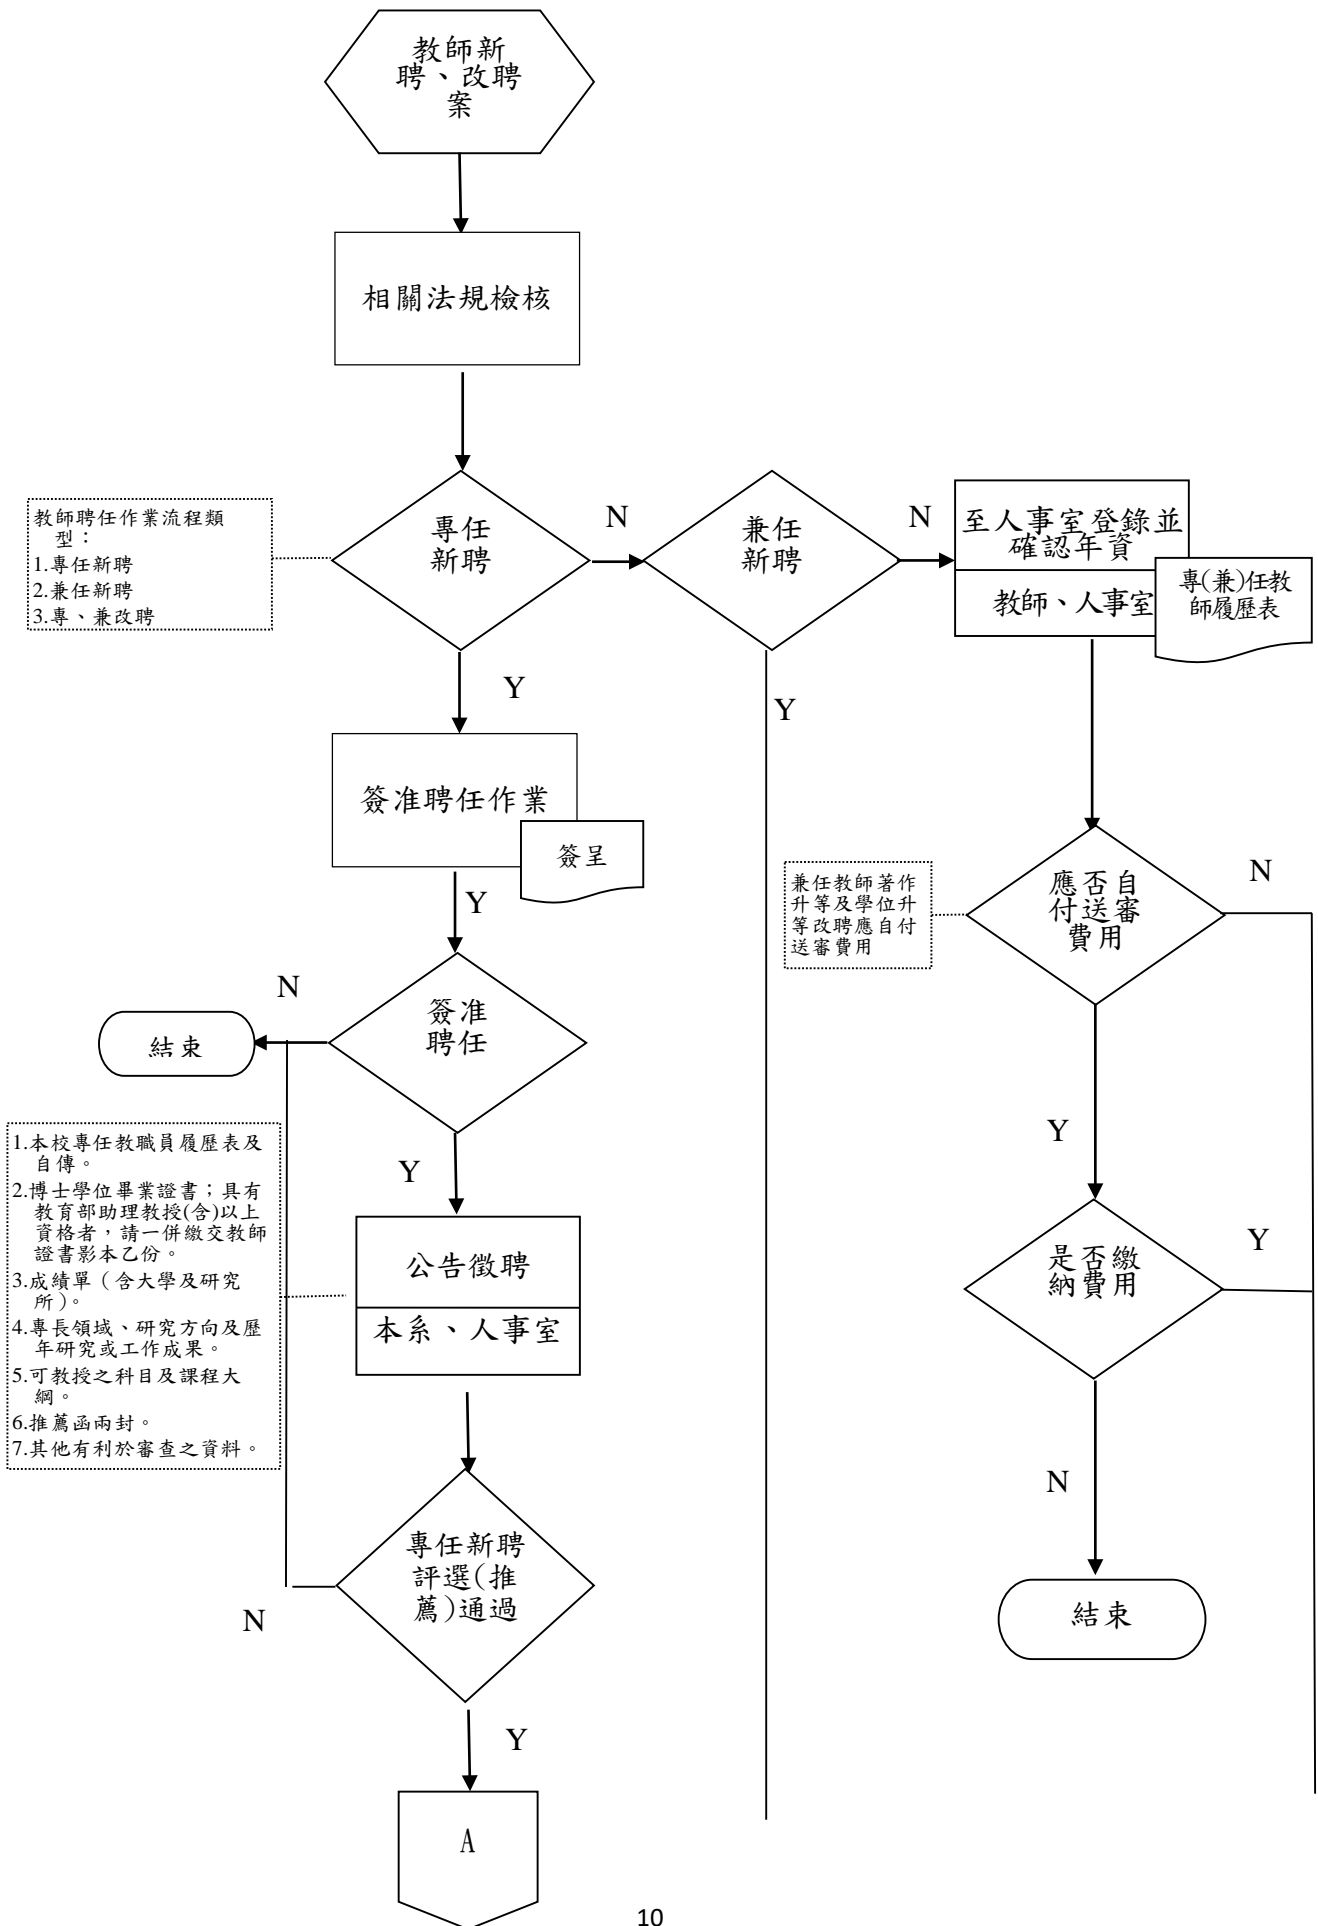 教師新
聘、改聘
案
相關法規檢核
教師聘任作業流程類
型：
1.專任新聘
2.兼任新聘
3.專、兼改聘
專任
新聘
N
兼任
新聘
N
至人事室登錄並
確認年資
教師、人事室
專(兼)任教
師履歷表
Y
Y
簽准聘任作業
簽呈
Y
兼任教師著作
升等及學位升
等改聘應自付
送審費用
應否自
付送審
費用
N
N
簽准
聘任
結束
Y
Y
1.本校專任教職員履歷表及
自傳。
2.博士學位畢業證書；具有
教育部助理教授(含)以上
資格者，請一併繳交教師
證書影本乙份。
3.成績單（含大學及研究
所）。
4.專長領域、研究方向及歷
年研究或工作成果。
5.可教授之科目及課程大
綱。
6.推薦函兩封。
7.其他有利於審查之資料。
公告徵聘
本系、人事室
是否繳
納費用
Y
N
專任新聘
評選(推
薦)通過
N
結束
Y
A
10